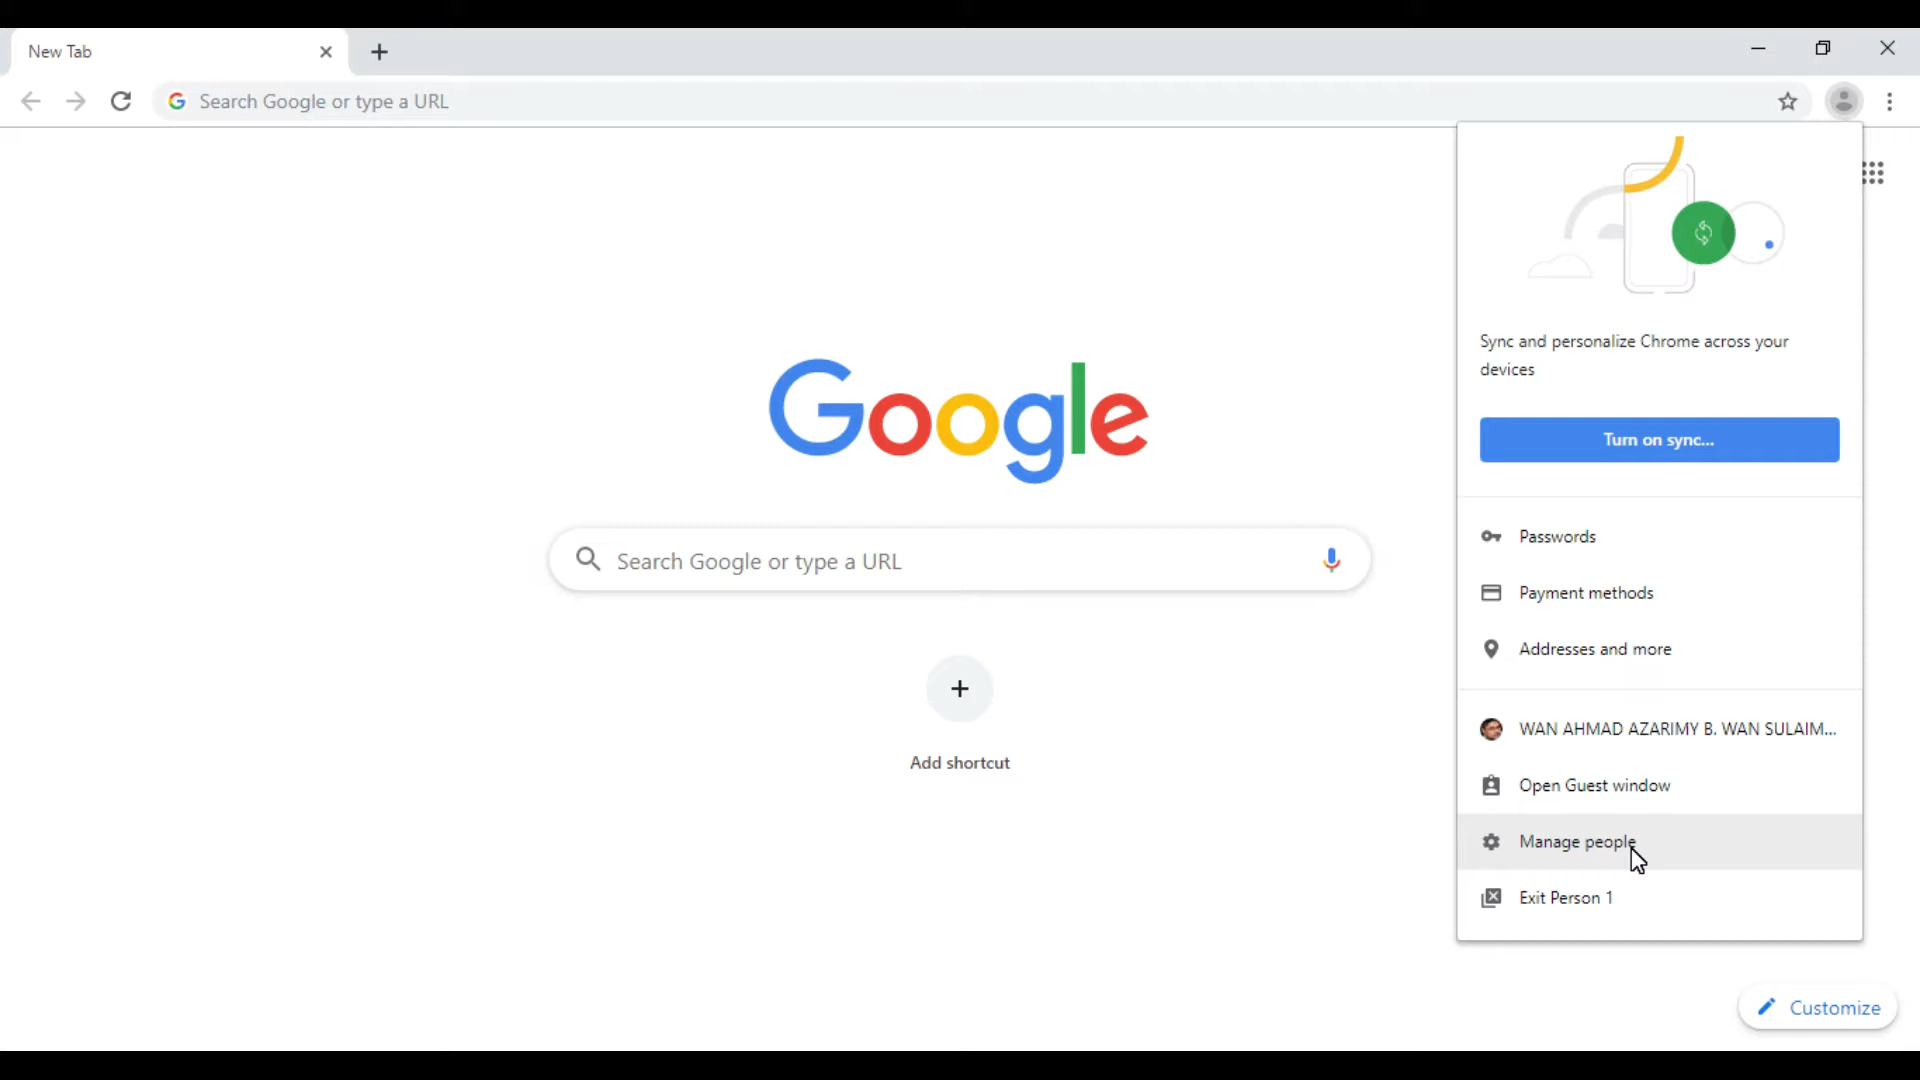 New Tab
Search Google or type a URL
Sync and personalize Chrome across your
devices
Turn on sync...
Google
Search Google or type a URL
Add shortcut
Passwords
Payment methods
Addresses and more
WAN AHMAD AZARIMY B. WAN SULAIM...
Open Guest window
Manage people
Exit Person 1
Customize